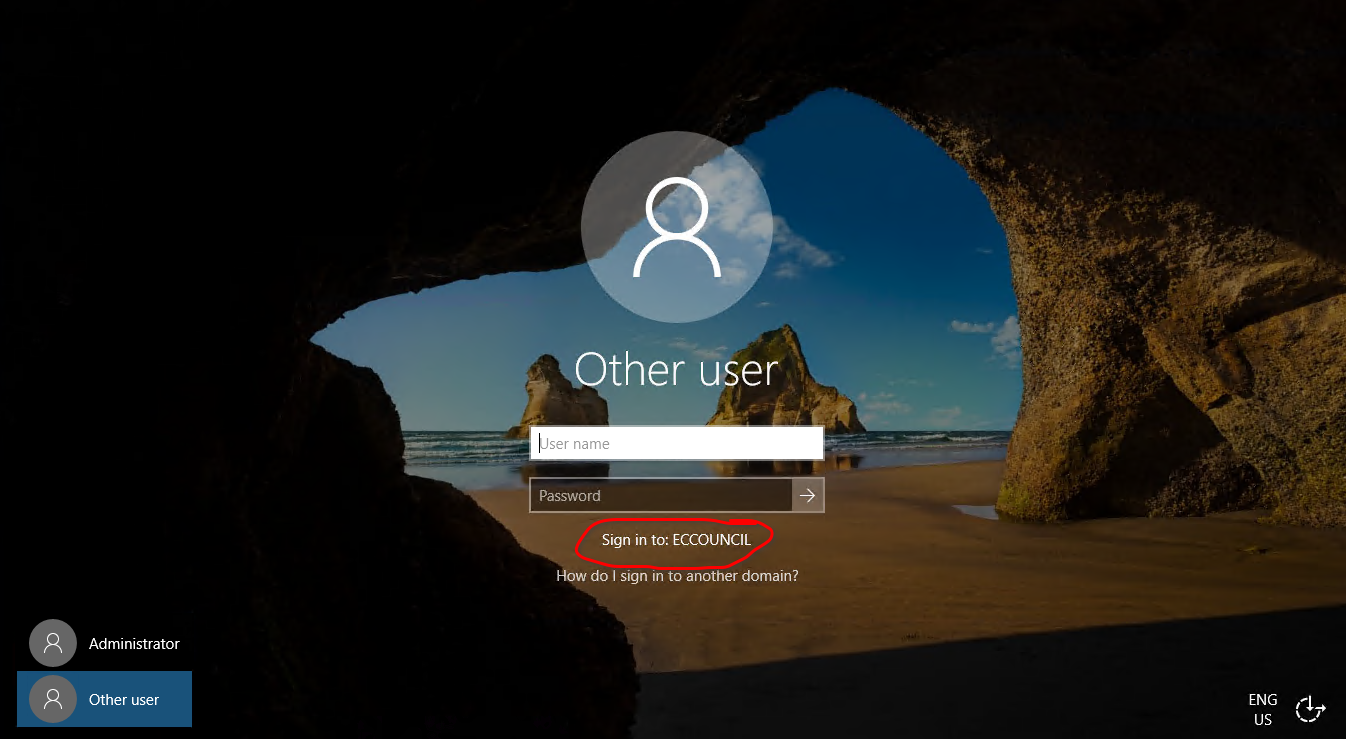 Other user
User name
Password
Sign in to: ECCOUNCIL
How do I sign in to another domain?
Administrator
Other user
ENG
US